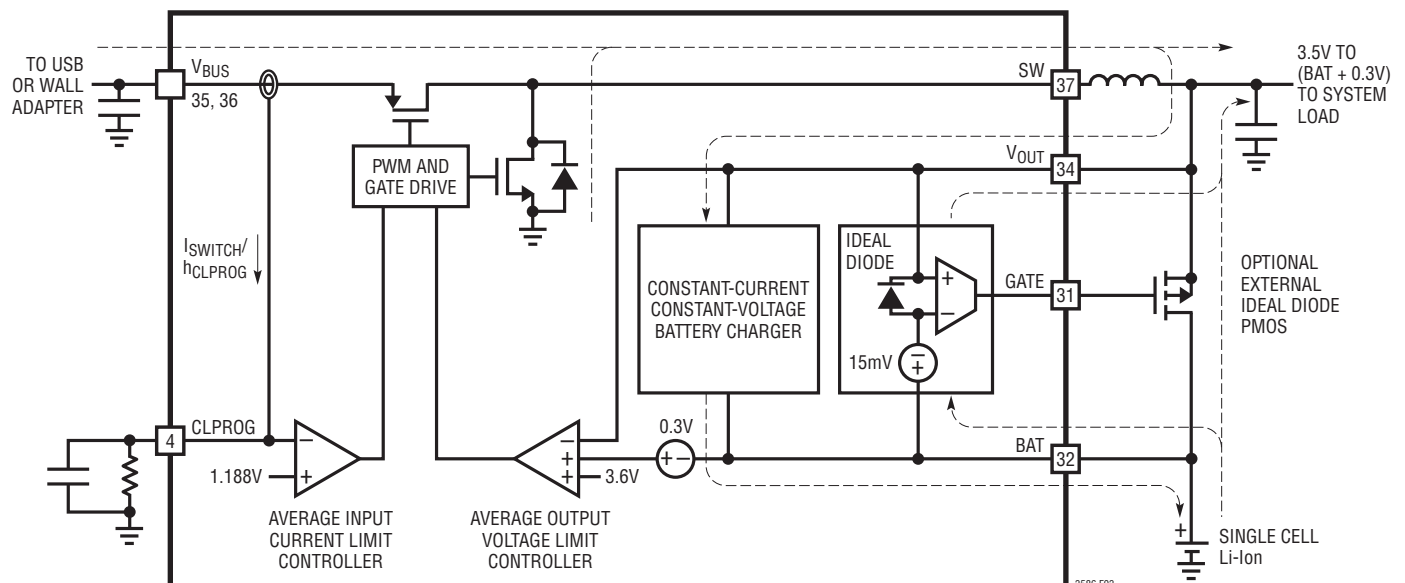 TO USB
OR WALL
ADAPTER
VBUS
35, 36
SW
37
3.5V TO
(BAT + 0.3V)
TO SYSTEM
LOAD
PWM AND
GATE DRIVE
VOUT
34
ISWITCH/
hCLPROG
CONSTANT-CURRENT
CONSTANT-VOLTAGE
BATTERY CHARGER
IDEAL
DIODE
+
−
15mV
−
+
GATE
31
OPTIONAL
EXTERNAL
IDEAL DIODE
PMOS
4
CLPROG
−
1.188V
+
−
+
+
3.6V
0.3V
+ −
BAT
32
AVERAGE INPUT
CURRENT LIMIT
CONTROLLER
AVERAGE OUTPUT
VOLTAGE LIMIT
CONTROLLER
+
SINGLE CELL
Li-Ion